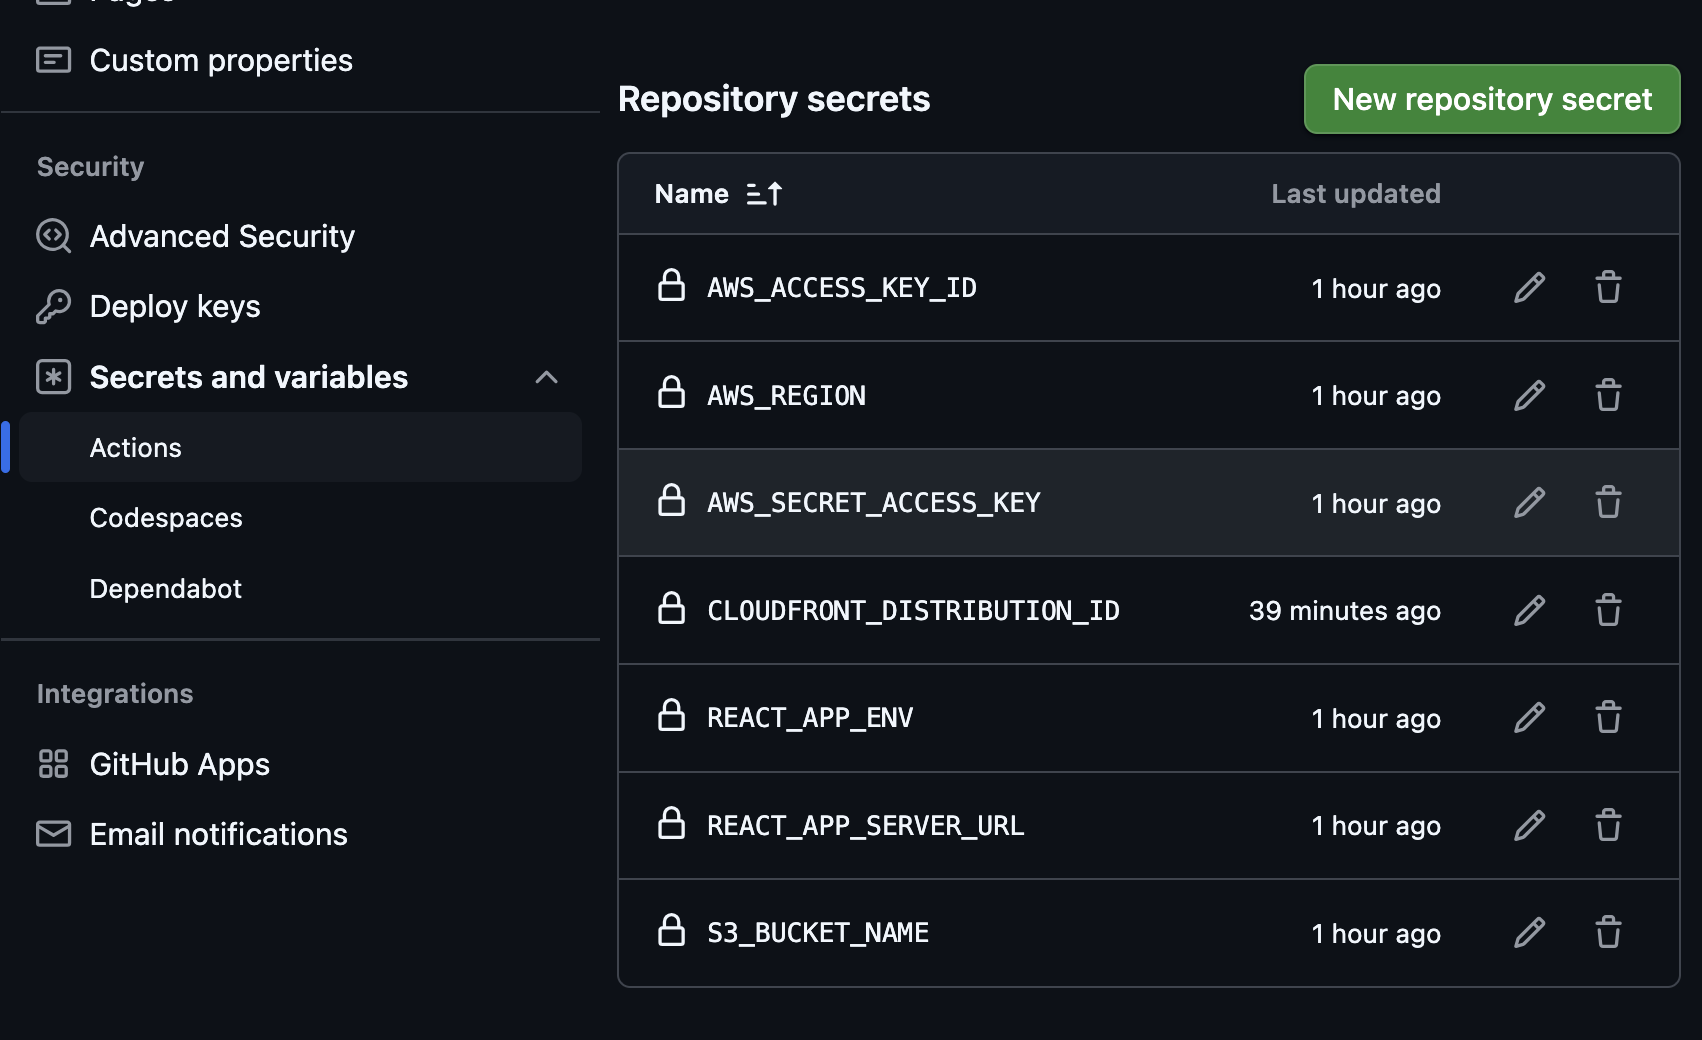 Pages
Custom properties
Security
Advanced Security
Deploy keys
Secrets and variables
Actions
Codespaces
Dependabot
Integrations
GitHub Apps
Email notifications
Repository secrets
New repository secret
Name Last updated
AWS_ACCESS_KEY_ID 1 hour ago
AWS_REGION 1 hour ago
AWS_SECRET_ACCESS_KEY 1 hour ago
CLOUDFRONT_DISTRIBUTION_ID 39 minutes ago
REACT_APP_ENV 1 hour ago
REACT_APP_SERVER_URL 1 hour ago
S3_BUCKET_NAME 1 hour ago